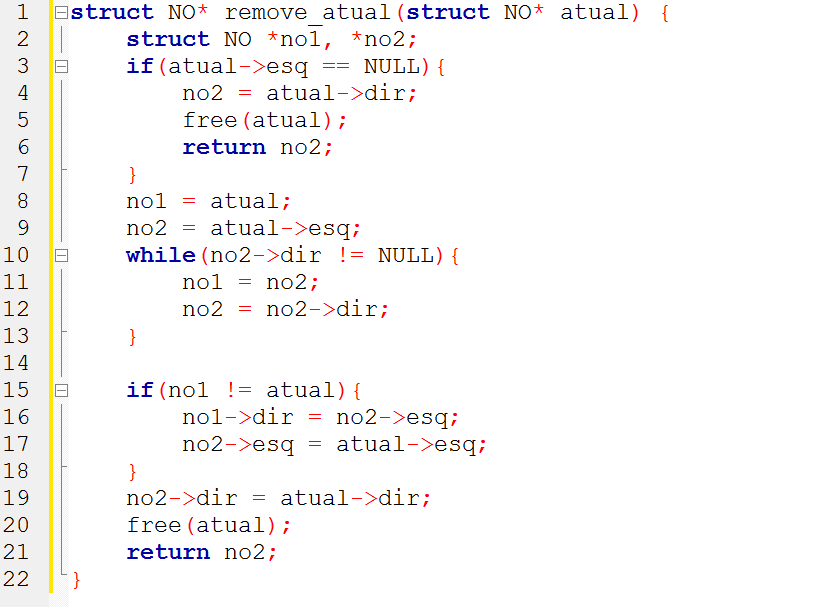 1 struct NO* remove_atual(struct NO* atual) {
2     struct NO *no1, *no2;
3     if(atual->esq == NULL){
4         no2 = atual->dir;
5         free(atual);
6         return no2;
7     }
8     no1 = atual;
9     no2 = atual->esq;
10     while(no2->dir != NULL){
11         no1 = no2;
12         no2 = no2->dir;
13     }
14
15     if(no1 != atual){
16         no1->dir = no2->esq;
17         no2->esq = atual->esq;
18     }
19     no2->dir = atual->dir;
20     free(atual);
21     return no2;
22 }